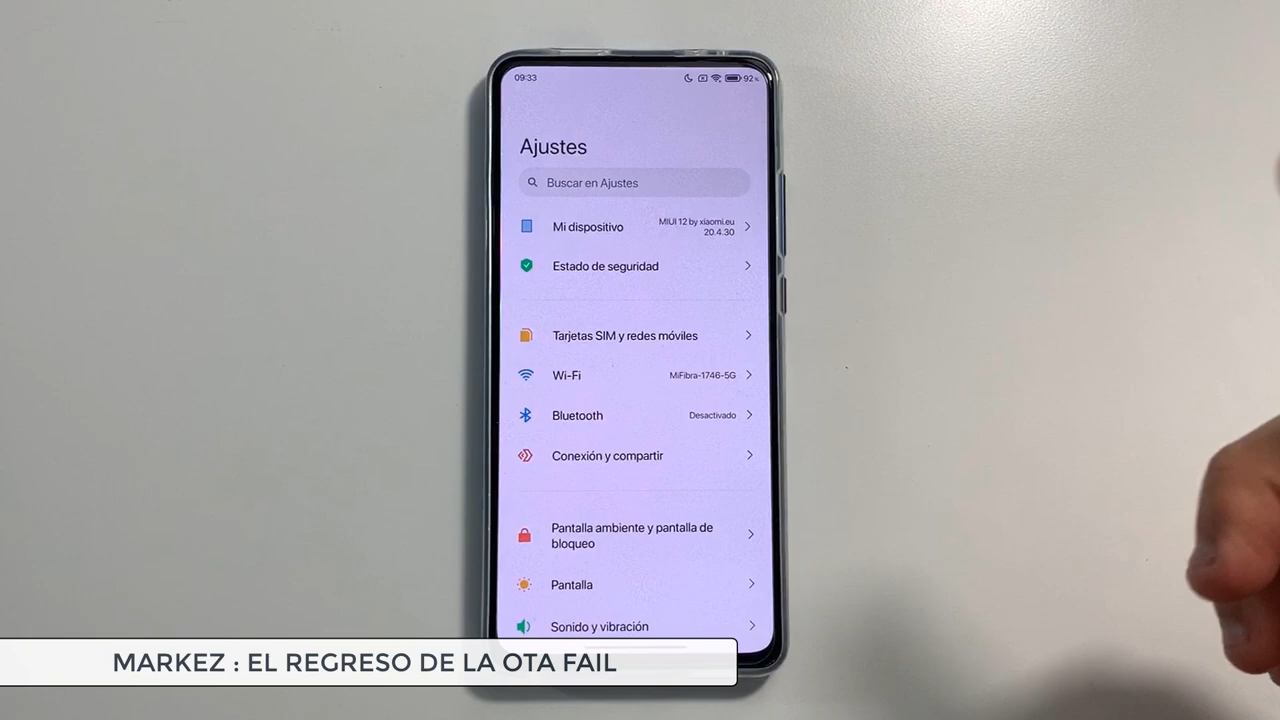 09:33
92%
Ajustes
Buscar en Ajustes
Mi dispositivo
MIUI 12 by xiaomi.eu
20.4.30
Estado de seguridad
Tarjetas SIM y redes móviles
Wi-Fi
MiFibra-1746-5G
Bluetooth
Desactivado
Conexión y compartir
Pantalla ambiente y pantalla de
bloqueo
Pantalla
Sonido y vibración
MARKEZ : EL REGRESO DE LA OTA FAIL